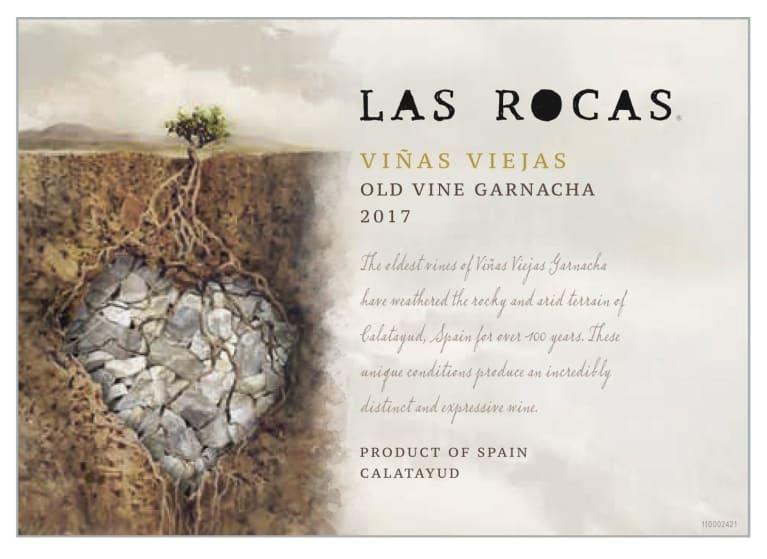 LAS ROCAS®
VIÑAS VIEJAS
OLD VINE GARNACHA
2017
The oldest vines of Viñas Viejas Garnacha
have weathered the rocky and arid terrain of
Calatayud, Spain for over 100 years. These
unique conditions produce an incredibly
distinct and expressive wine.
PRODUCT OF SPAIN
CALATAYUD
110002421